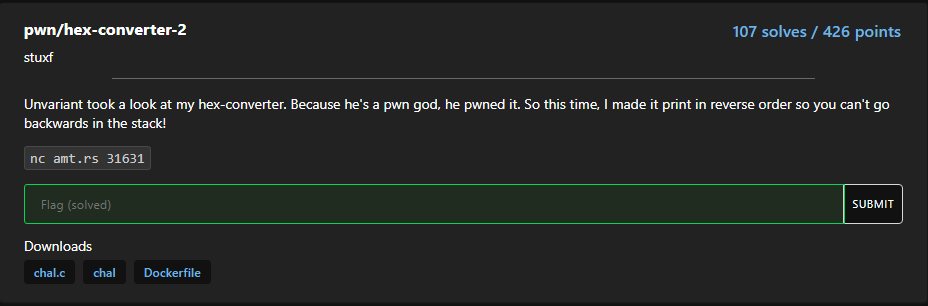 pwn/hex-converter-2
107 solves / 426 points
stuxf
Unvariant took a look at my hex-converter. Because he's a pwn god, he pwned it. So this time, I made it print in reverse order so you can't go
backwards in the stack!
nc amt.rs 31631
Flag (solved)
SUBMIT
Downloads
chal.c
chal
Dockerfile